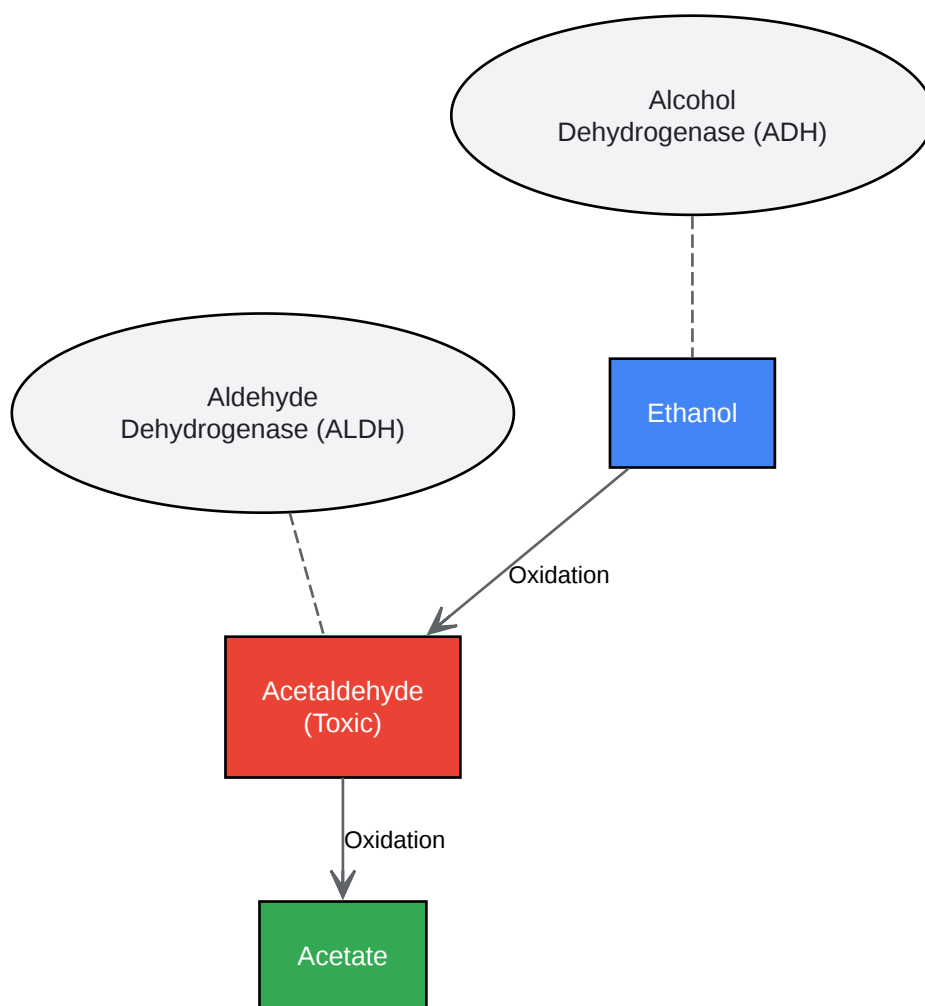 Alcohol
Dehydrogenase (ADH)
Aldehyde
Dehydrogenase (ALDH)
Ethanol
Oxidation
Acetaldehyde
(Toxic)
Oxidation
Acetate